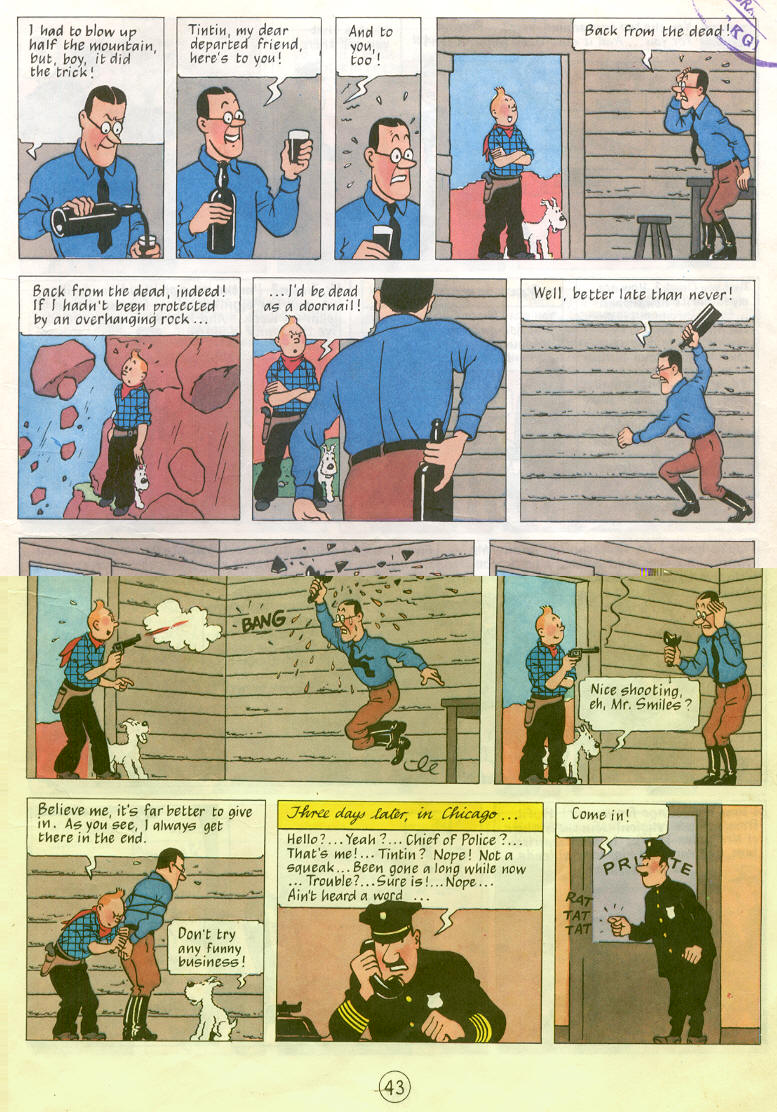 I had to blow up
half the mountain,
but, boy, it did
the trick!
Tintin, my dear
departed friend,
here's to you!
And to
you,
too!
Back from the dead!
Back from the dead, indeed!
If I hadn't been protected
by an overhanging rock...
...I'd be dead
as a doornail!
Well, better late than never!
BANG
Nice shooting,
eh, Mr. Smiles?
Believe me, it's far better to give
in. As you see, I always get
there in the end.
Don't try
any funny
business!
Three days later, in Chicago...
Hello?...Yeah?... Chief of Police?...
That's me!... Tintin? Nope! Not a
squeak...Been gone a long while now
... Trouble?...Sure is!...Nope...
Ain't heard a word ...
Come in!
RAT
TAT
TAT
43